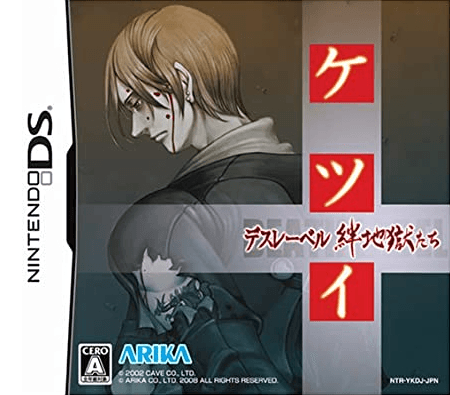 NINTENDO DS
ケツイ
DEATH LABEL
デスレーベル 絆地獄たち
CERO
A
ARIKA
© 2002 CAVE CO., LTD.
© ARIKA CO., LTD. 2008 ALL RIGHTS RESERVED.
NTR-YKDJ-JPN